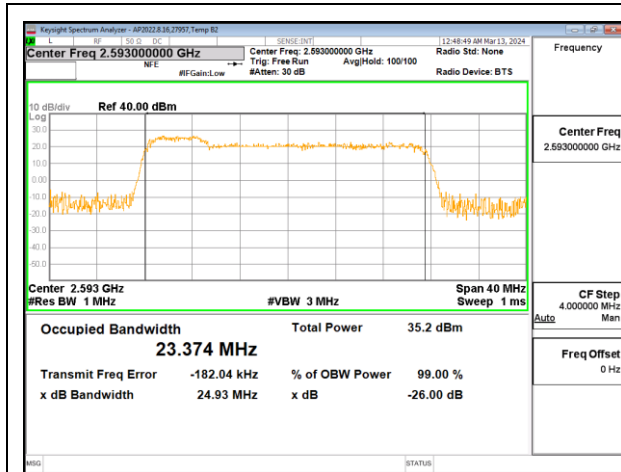 Keysight Spectrum Analyzer - AP2022.8.16,27957,Temp B2
L RF 50 Ω DC SENSE:INT 12:48:49 AM Mar 13, 2024
Center Freq 2.593000000 GHz
Center Freq: 2.593000000 GHz
Radio Std: None
Frequency
NFE
Trig: Free Run
Avg|Hold: 100/100
#IFGain:Low
#Atten: 30 dB
Radio Device: BTS
10 dB/div Ref 40.00 dBm
Log
30.0
20.0
10.0
0.00
-10.0
-20.0
-30.0
-40.0
-50.0
Center 2.593 GHz Span 40 MHz
#Res BW 1 MHz #VBW 3 MHz Sweep 1 ms
Occupied Bandwidth Total Power 35.2 dBm
23.374 MHz
Transmit Freq Error -182.04 kHz % of OBW Power 99.00 %
x dB Bandwidth 24.93 MHz x dB -26.00 dB
Center Freq
2.593000000 GHz
CF Step
4.000000 MHz
Auto Man
Freq Offset
0 Hz
MSG STATUS